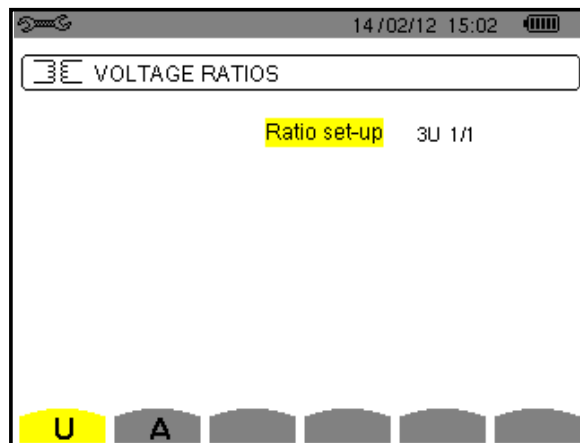 14/02/12 15:02
VOLTAGE RATIOS
Ratio set-up 3U 1/1
U A